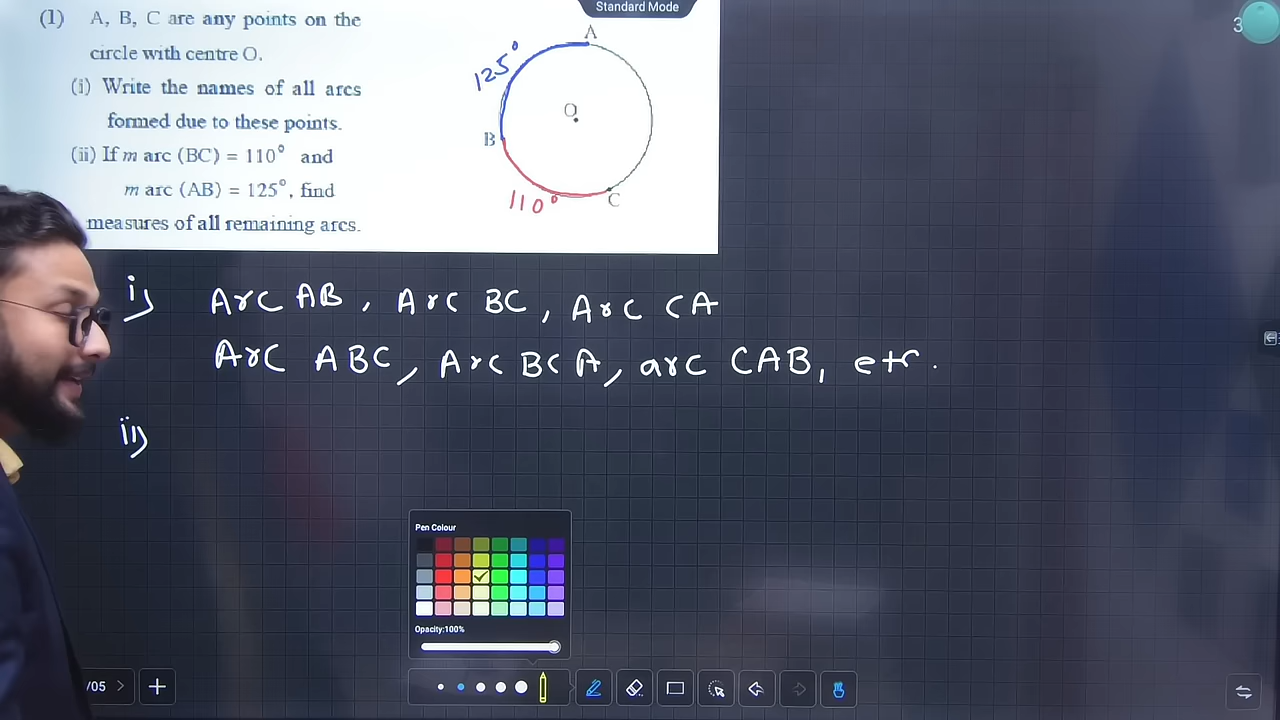 Standard Mode
(1) A, B, C are any points on the
circle with centre O.
(i) Write the names of all arcs
formed due to these points.
(ii) If m arc (BC) = 110° and
m arc (AB) = 125°, find
measures of all remaining arcs.
A
125°
O
B
110°
C
3
i) Arc AB, Arc BC, Arc CA
Arc ABC, Arc BCA, arc CAB, etc.
ii)
Pen Colour
Opacity:100%
/05